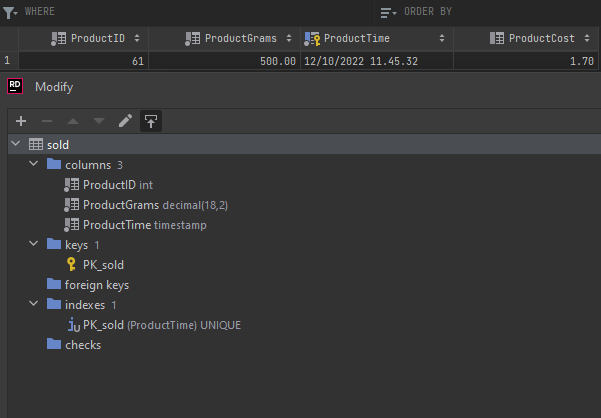 WHERE ORDER BY
ProductID ProductGrams ProductTime ProductCost
1 61 500.00 12/10/2022 11.45.32 1.70
RD Modify
sold
columns 3
ProductID int
ProductGrams decimal(18,2)
ProductTime timestamp
keys 1
PK_sold
foreign keys
indexes 1
PK_sold (ProductTime) UNIQUE
checks